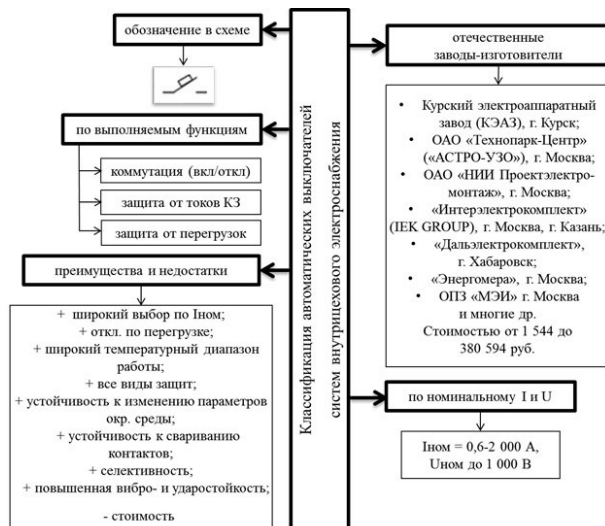 обозначение в схеме
по выполняемым функциям
коммутация (вкл/откл)
защита от токов КЗ
защита от перегрузок
преимущества и недостатки
+ широкий выбор по Iном;
+ откл. по перегрузке;
+ широкий температурный диапазон
работы;
+ все виды защит;
+ устойчивость к изменению параметров
окр. среды;
+ устойчивость к свариванию
контактов;
+ селективность;
+ повышенная вибро- и ударостойкость;
- стоимость
Классификация автоматических выключателей
систем внутрицехового электроснабжения
отечественные
заводы-изготовители
• Курский электроаппаратный
завод (КЭАЗ), г. Курск;
• ОАО «Технопарк-Центр»
(«АСТРО-УЗО»), г. Москва;
• ОАО «НИИ Проектэлектро-
монтаж», г. Москва;
• «Интерэлектрокомплект»
(IEK GROUP), г. Москва, г. Казань;
• «Дальэлектрокомплект»,
г. Хабаровск;
• «Энергомера», г. Москва;
• ОПЗ «МЭИ» г. Москва
и многие др.
Стоимостью от 1 544 до
380 594 руб.
по номинальному I и U
Iном = 0,6-2 000 А,
Uном до 1 000 В